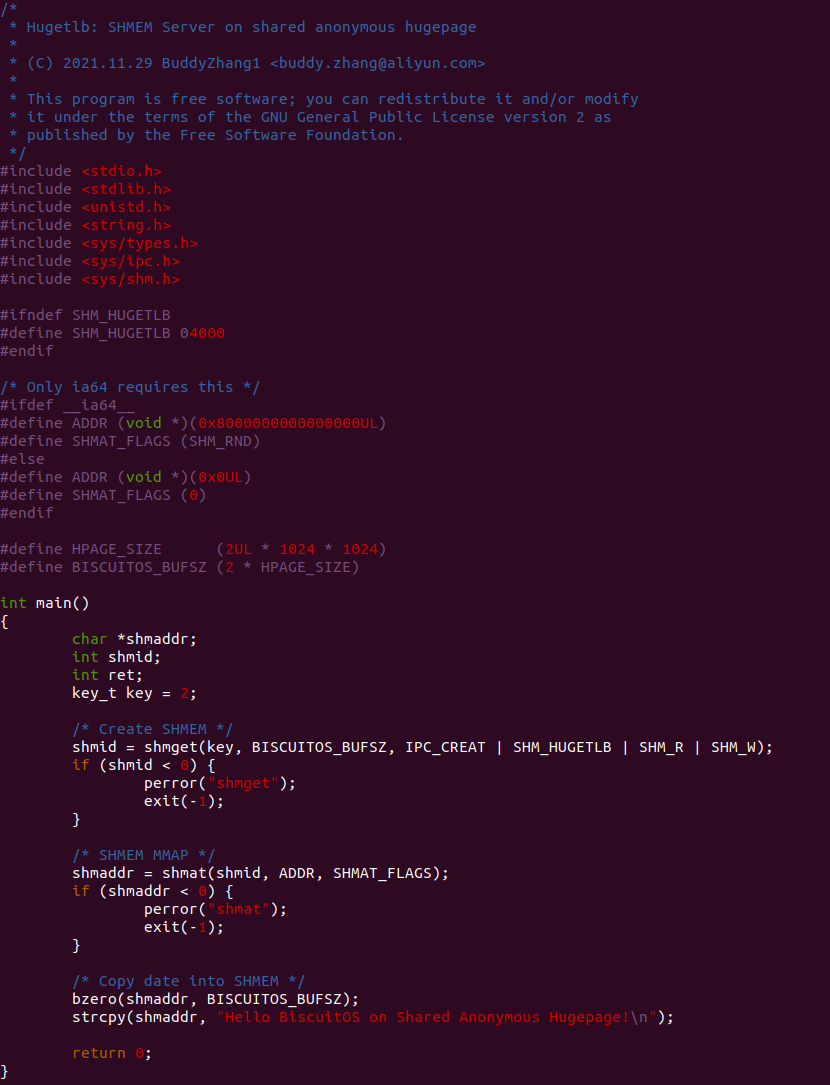 /*
 * Hugetlb: SHMEM Server on shared anonymous hugepage
 *
 * (C) 2021.11.29 BuddyZhang1 <buddy.zhang@aliyun.com>
 *
 * This program is free software; you can redistribute it and/or modify
 * it under the terms of the GNU General Public License version 2 as
 * published by the Free Software Foundation.
 */
#include <stdio.h>
#include <stdlib.h>
#include <unistd.h>
#include <string.h>
#include <sys/types.h>
#include <sys/ipc.h>
#include <sys/shm.h>

#ifndef SHM_HUGETLB
#define SHM_HUGETLB 04000
#endif

/* Only ia64 requires this */
#ifdef __ia64__
#define ADDR (void *)(0x8000000000000000UL)
#define SHMAT_FLAGS (SHM_RND)
#else
#define ADDR (void *)(0x0UL)
#define SHMAT_FLAGS (0)
#endif

#define HPAGE_SIZE      (2UL * 1024 * 1024)
#define BISCUITOS_BUFSZ (2 * HPAGE_SIZE)

int main()
{
        char *shmaddr;
        int shmid;
        int ret;
        key_t key = 2;

        /* Create SHMEM */
        shmid = shmget(key, BISCUITOS_BUFSZ, IPC_CREAT | SHM_HUGETLB | SHM_R | SHM_W);
        if (shmid < 0) {
                perror("shmget");
                exit(-1);
        }

        /* SHMEM MMAP */
        shmaddr = shmat(shmid, ADDR, SHMAT_FLAGS);
        if (shmaddr < 0) {
                perror("shmat");
                exit(-1);
        }

        /* Copy date into SHMEM */
        bzero(shmaddr, BISCUITOS_BUFSZ);
        strcpy(shmaddr, "Hello BiscuitOS on Shared Anonymous Hugepage!\n");

        return 0;
}